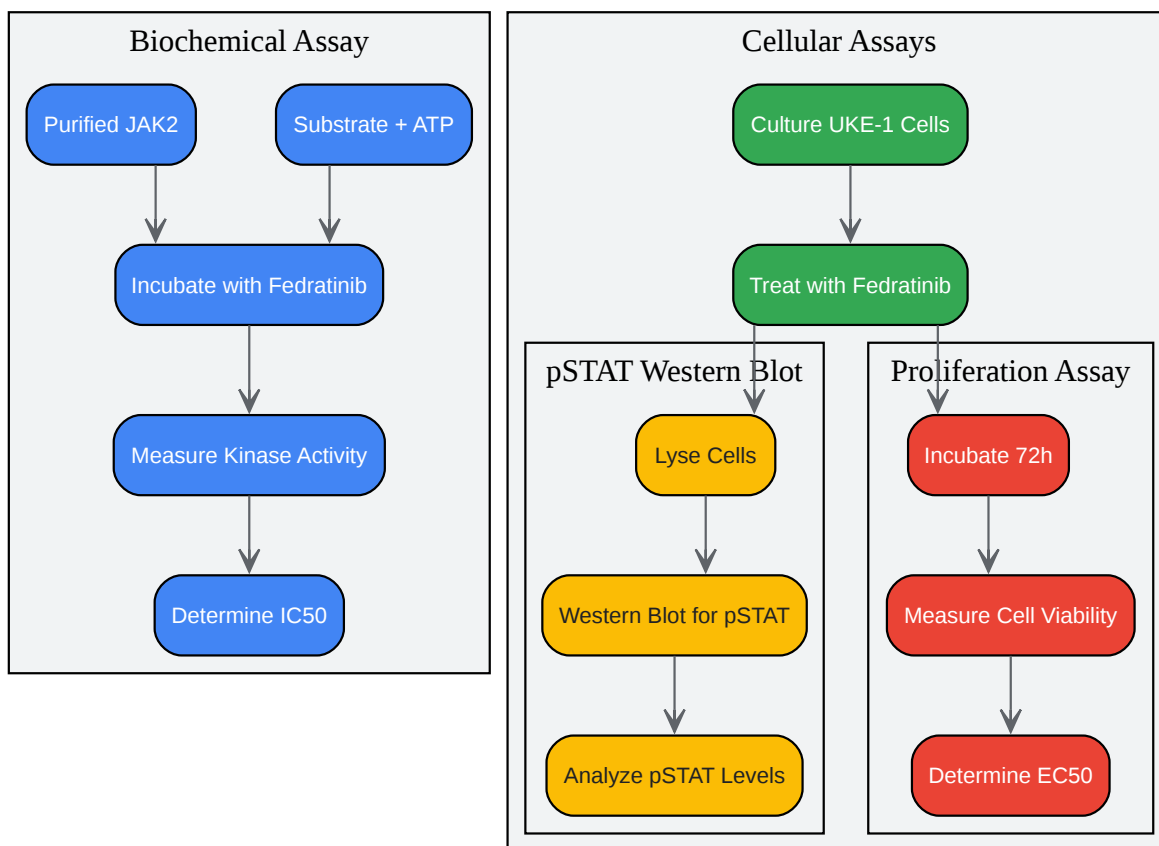 Biochemical Assay
Purified JAK2
Substrate + ATP
Incubate with Fedratinib
Measure Kinase Activity
Determine IC50
Cellular Assays
Culture UKE-1 Cells
Treat with Fedratinib
pSTAT Western Blot
Lyse Cells
Western Blot for pSTAT
Analyze pSTAT Levels
Proliferation Assay
Incubate 72h
Measure Cell Viability
Determine EC50